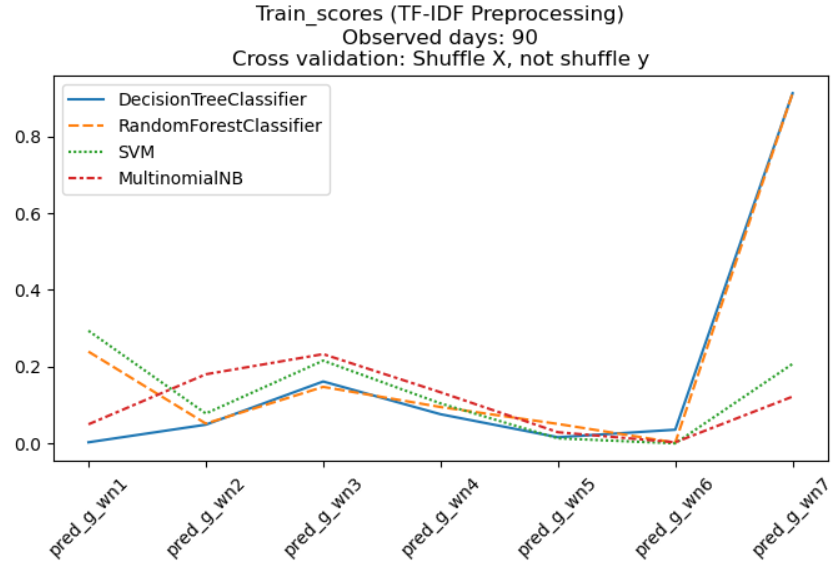 Train_scores (TF-IDF Preprocessing)
Observed days: 90
Cross validation: Shuffle X, not shuffle y
DecisionTreeClassifier
RandomForestClassifier
SVM
MultinomialNB
0.8
0.6
0.4
0.2
0.0
pred_g_wn1
pred_g_wn2
pred_g_wn3
pred_g_wn4
pred_g_wn5
pred_g_wn6
pred_g_wn7